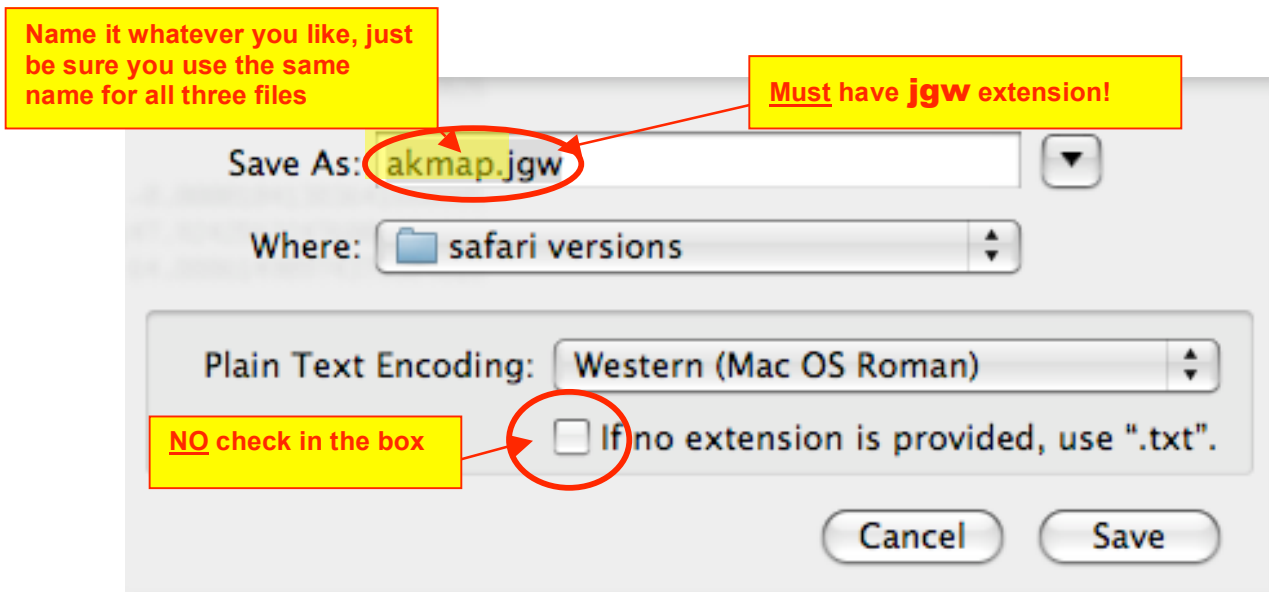 Name it whatever you like, just
be sure you use the same
name for all three files
Must have jgw extension!
Save As: akmap.jgw
Where: safari versions
Plain Text Encoding: Western (Mac OS Roman)
NO check in the box
If no extension is provided, use “.txt”.
Cancel Save